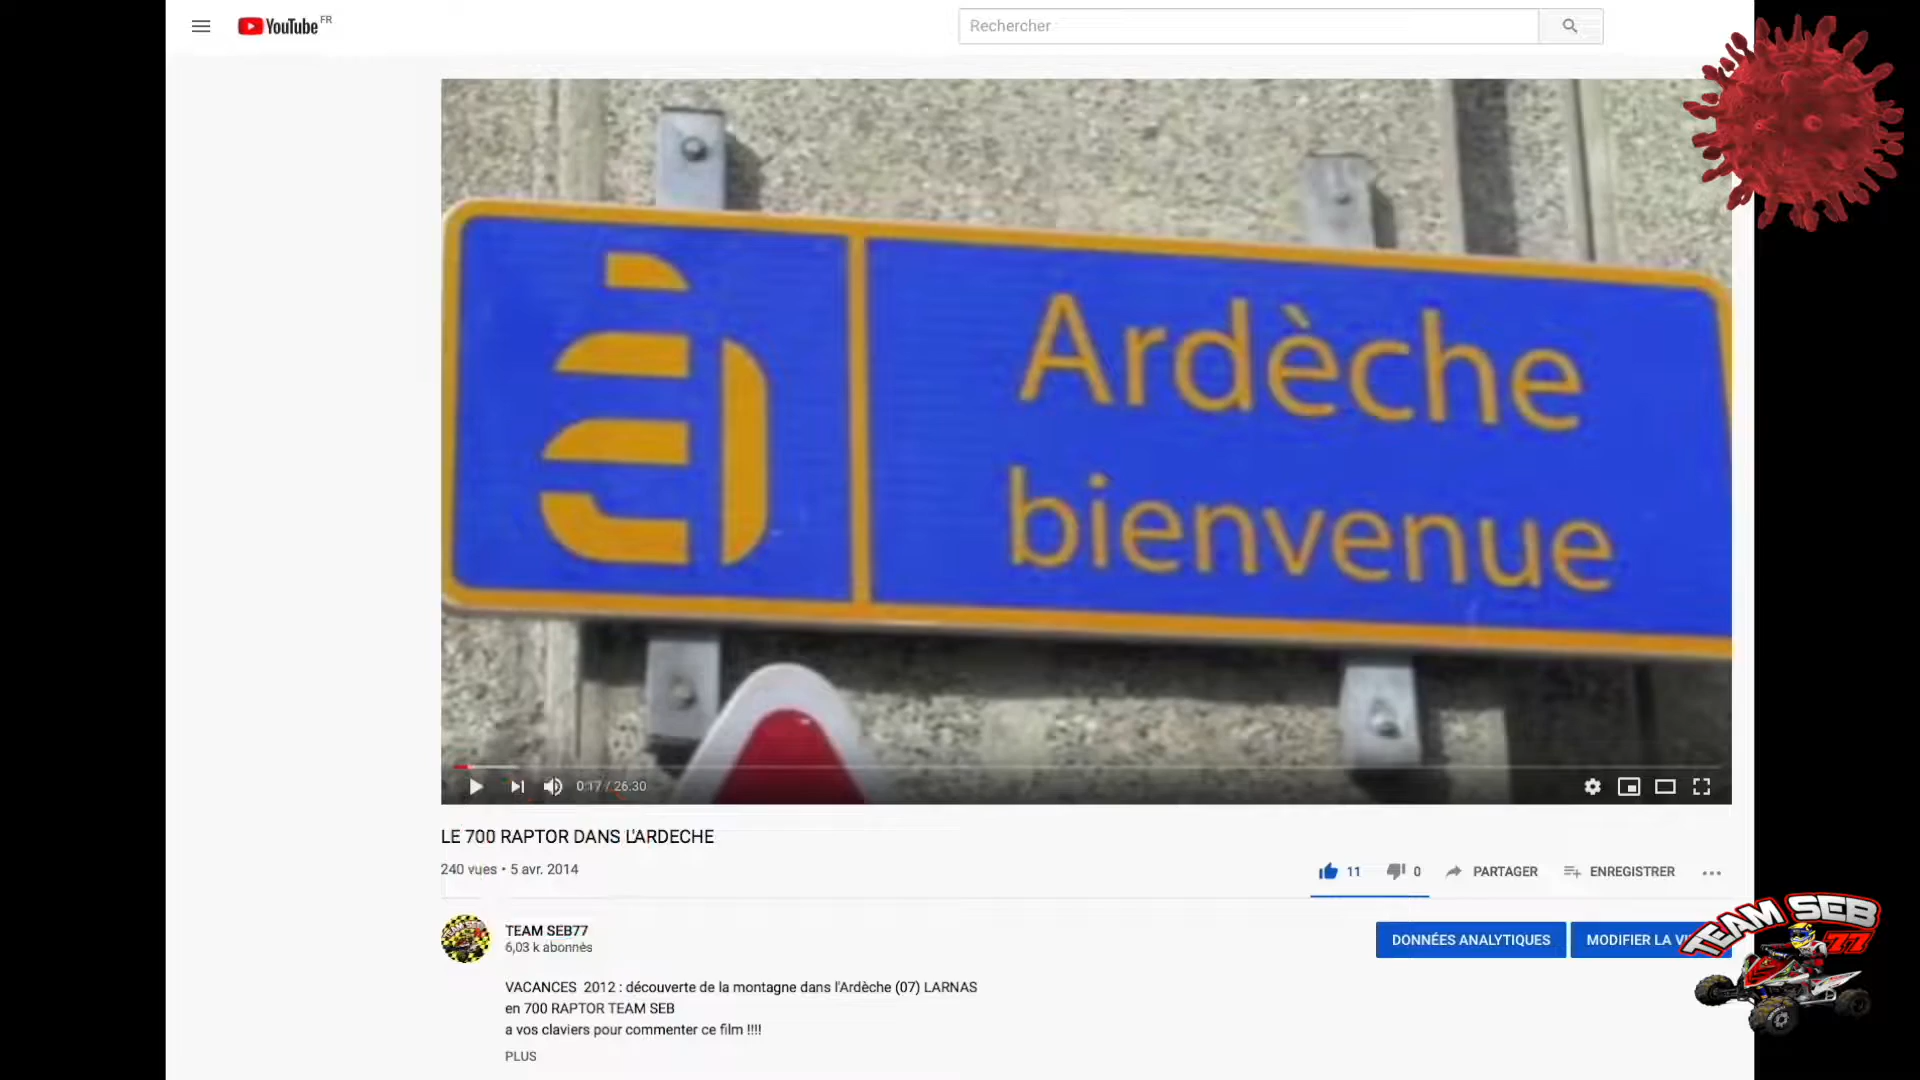 YouTube FR
Rechercher
Ardèche
bienvenue
0:17 / 26:30
LE 700 RAPTOR DANS L'ARDECHE
240 vues • 5 avr. 2014
11
0
PARTAGER
ENREGISTRER
TEAM SEB77
6,03 k abonnés
DONNÉES ANALYTIQUES
MODIFIER LA VI
TEAM SEB
77
VACANCES 2012 : découverte de la montagne dans l'Ardèche (07) LARNAS
en 700 RAPTOR TEAM SEB
a vos claviers pour commenter ce film !!!!
PLUS